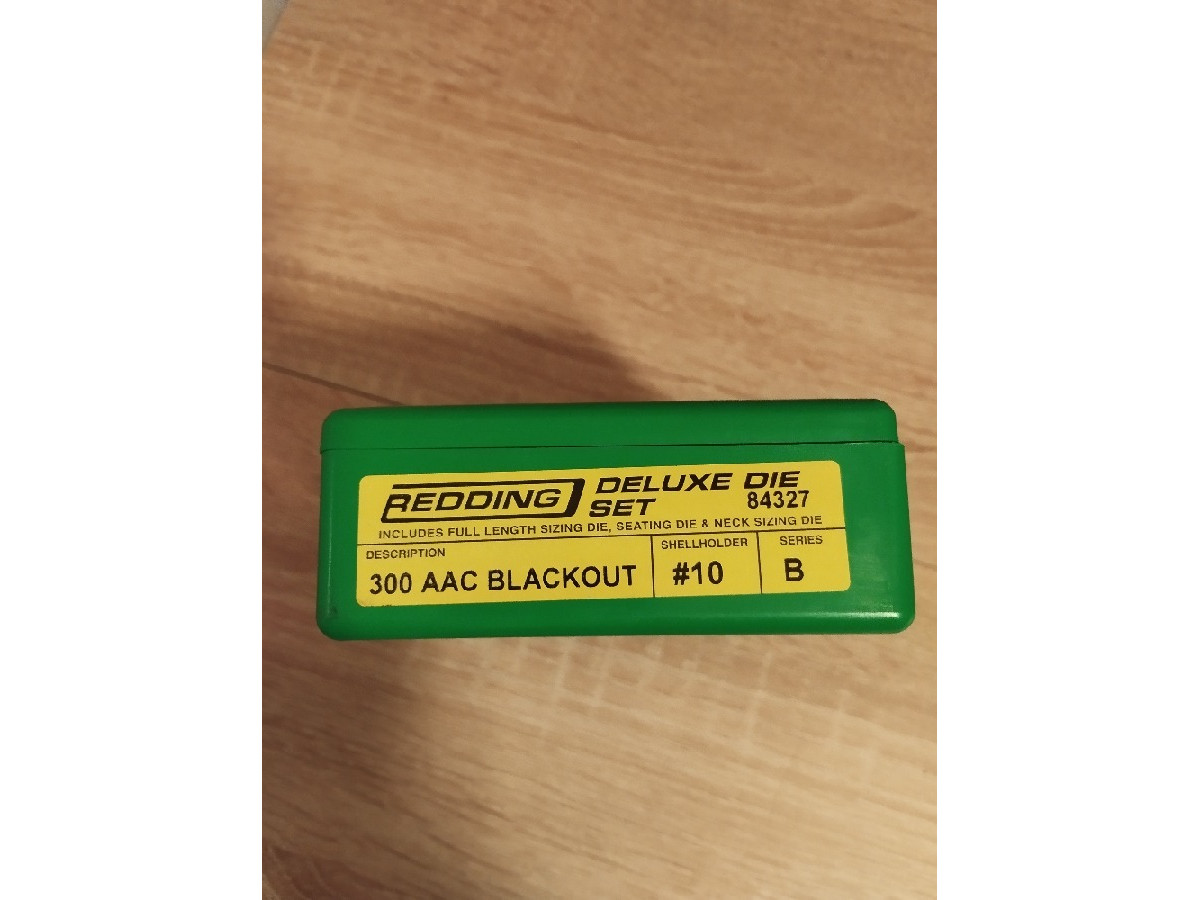 REDDING DELUXE DIE
SET 84327
INCLUDES FULL LENGTH SIZING DIE, SEATING DIE & NECK SIZING DIE
DESCRIPTION SHELLHOLDER SERIES
300 AAC BLACKOUT #10 B